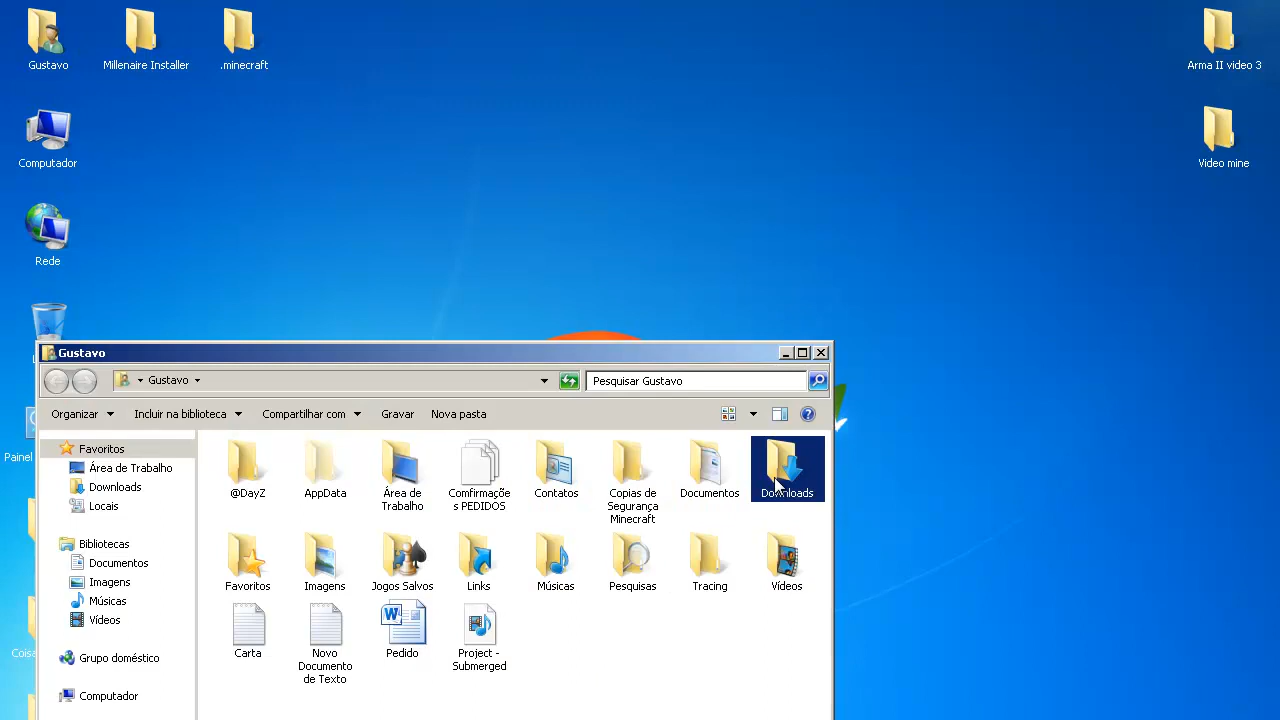 Gustavo
Millenaire Installer
.minecraft
Arma II video 3
Computador
Video mine
Rede
Gustavo
Gustavo
Pesquisar Gustavo
Organizar
Incluir na biblioteca
Compartilhar com
Gravar
Nova pasta
Painel
Favoritos
Área de Trabalho
Downloads
Locais
Bibliotecas
Documentos
Imagens
Músicas
Vídeos
Grupo doméstico
Computador
@DayZ
AppData
Área de
Trabalho
Comfirmaçõe
s PEDIDOS
Contatos
Copias de
Segurança
Minecraft
Documentos
Downloads
Favoritos
Imagens
Jogos Salvos
Links
Músicas
Pesquisas
Tracing
Vídeos
Carta
Novo
Documento
de Texto
Pedido
Project -
Submerged